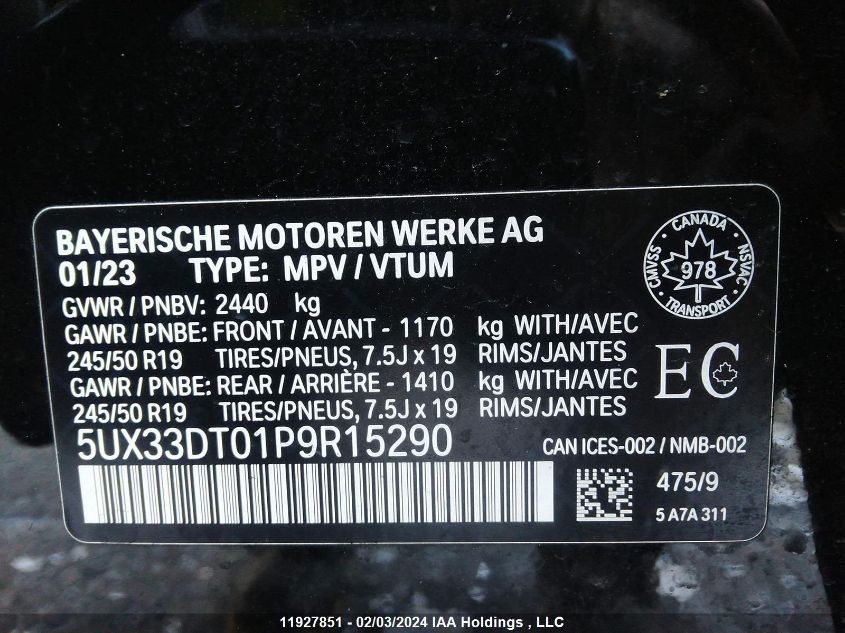 BAYERISCHE MOTOREN WERKE AG
01/23 TYPE: MPV / VTUM
GVWR / PNBV: 2440 kg
GAWR / PNBE: FRONT / AVANT - 1170 kg WITH/AVEC
245/50 R19 TIRES/PNEUS, 7.5J x 19 RIMS/JANTES
GAWR / PNBE: REAR / ARRIÈRE - 1410 kg WITH/AVEC
245/50 R19 TIRES/PNEUS, 7.5J x 19 RIMS/JANTES
CANADA
CMVSS 978 NSVAC
TRANSPORT
EC
5UX33DT01P9R15290 CAN ICES-002 / NMB-002
475/9
5 A7A 311
11927851 - 02/03/2024 IAA Holdings , LLC